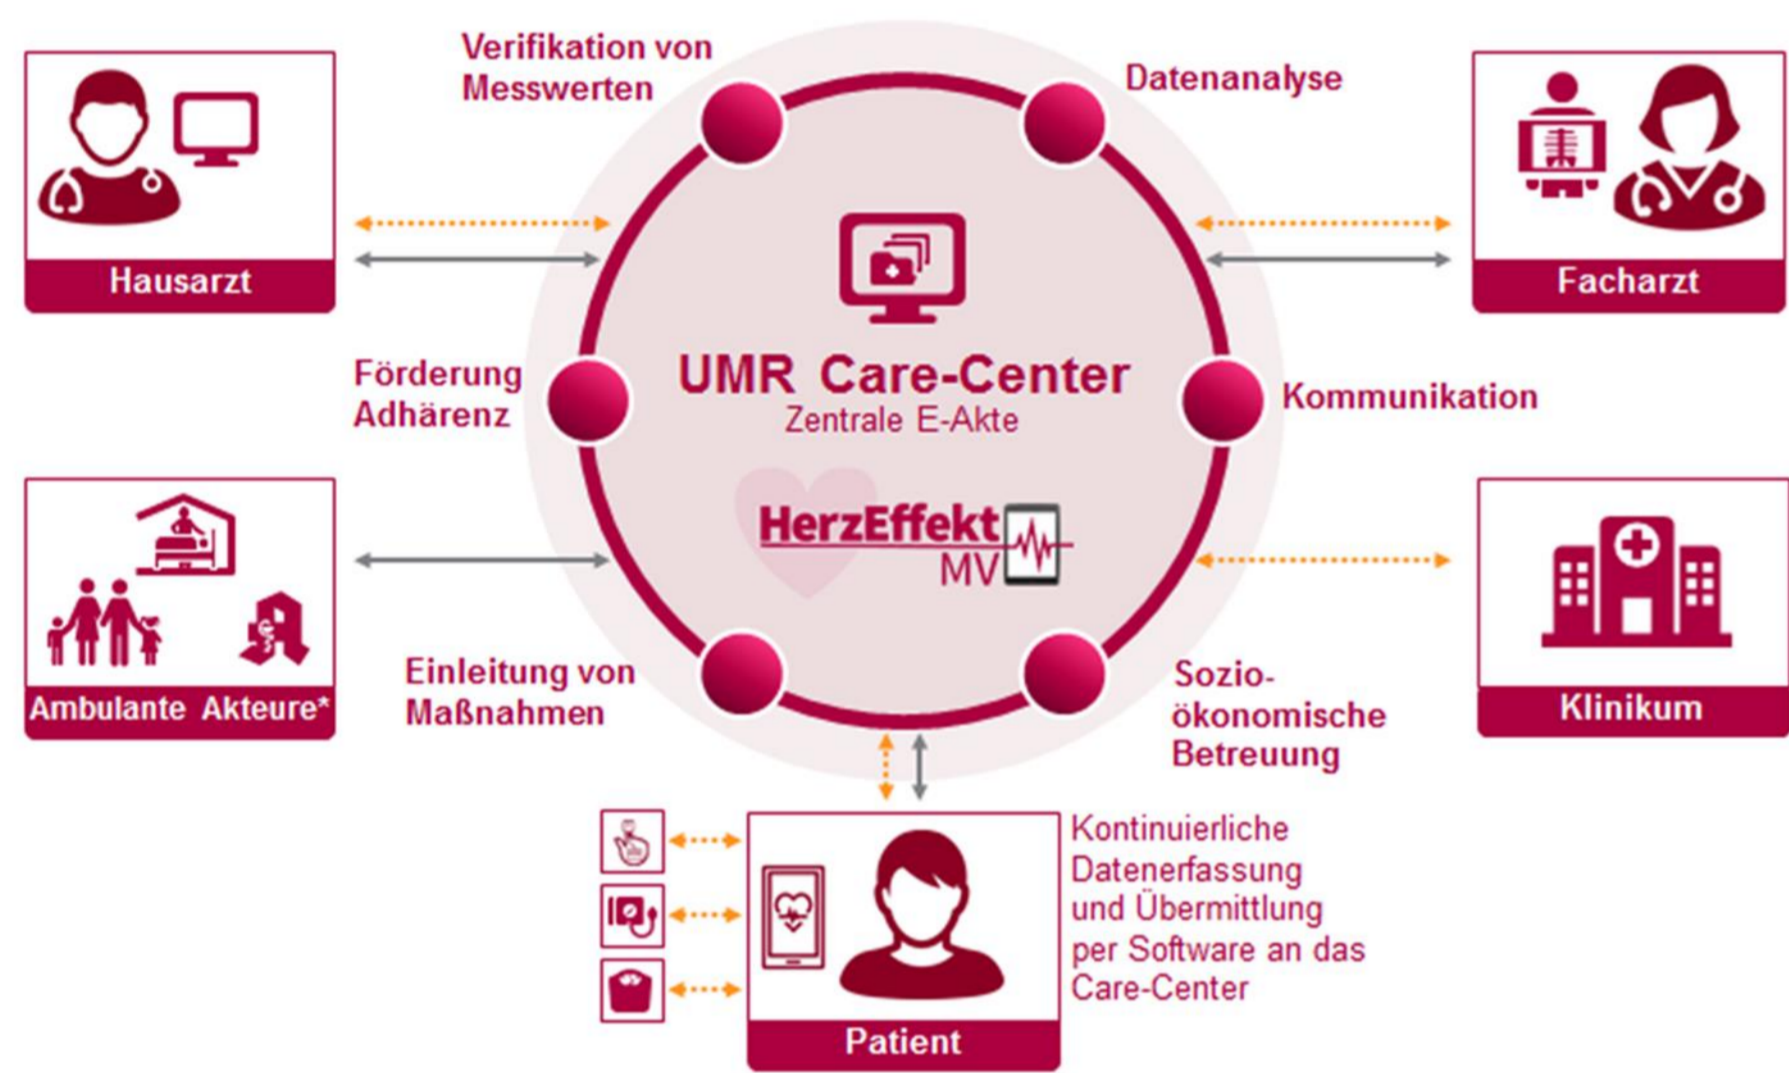 Verifikation von
Messwerten
Datenanalyse
Hausarzt
Facharzt
UMR Care-Center
Zentrale E-Akte
Förderung
Adhärenz
Kommunikation
HerzEffekt
MV
Ambulante Akteure*
Einleitung von
Maßnahmen
Sozio-
ökonomische
Betreuung
Klinikum
Kontinuierliche
Datenerfassung
und Übermittlung
per Software an das
Care-Center
Patient